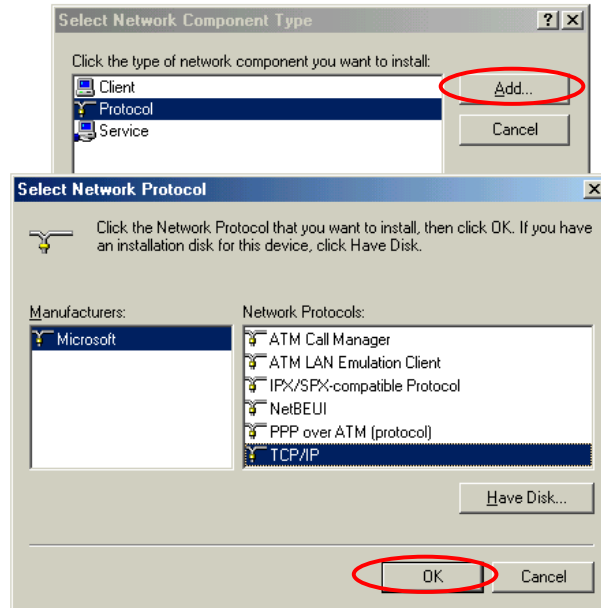 Select Network Component Type
Click the type of network component you want to install:
Client
Add...
Protocol
Service
Cancel
Select Network Protocol
Click the Network Protocol that you want to install, then click OK. If you have
an installation disk for this device, click Have Disk.
Manufacturers:
Network Protocols:
Microsoft
ATM Call Manager
ATM LAN Emulation Client
IPX/SPX-compatible Protocol
NetBEUI
PPP over ATM (protocol)
TCP/IP
Have Disk...
OK
Cancel